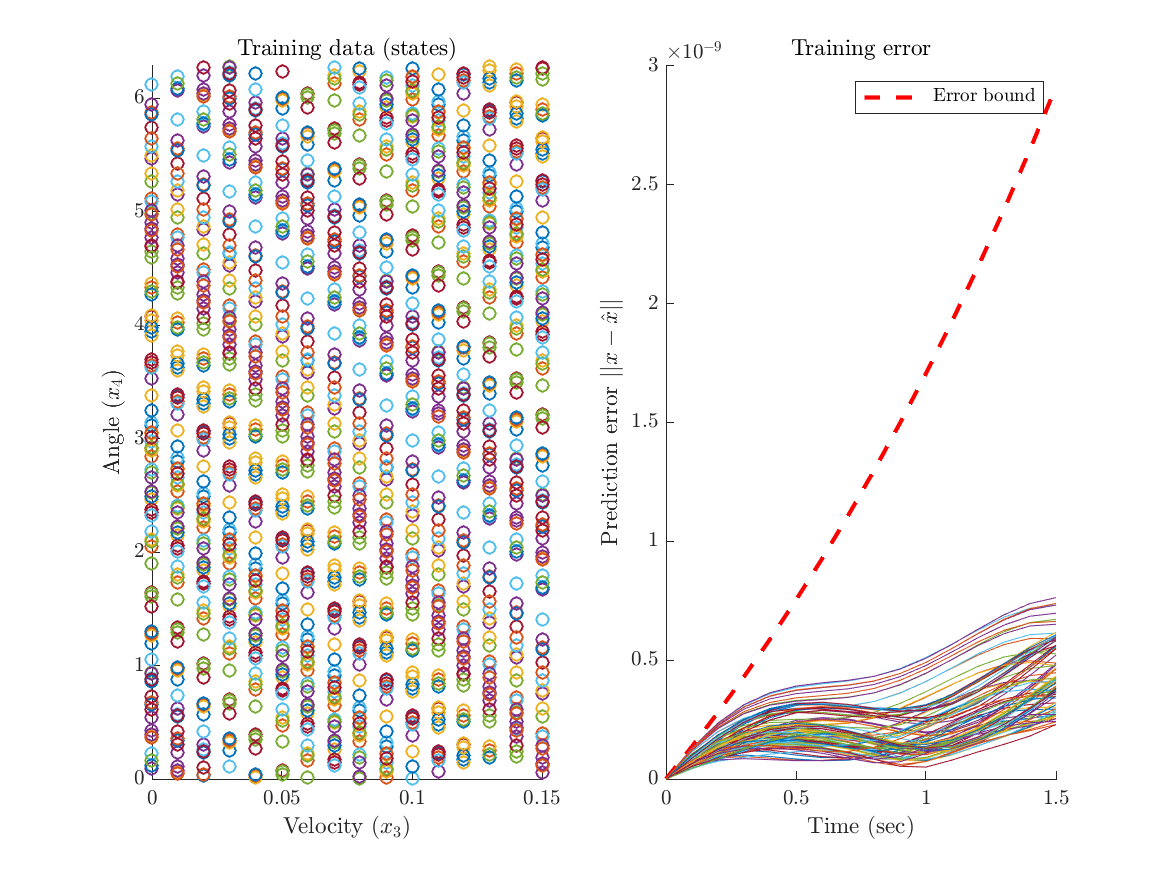 Training data (states)
Angle (x₄)
6
5
4
3
2
1
0
0 0.05 0.1 0.15
Velocity (x₃)
Training error
×10⁻⁹
Error bound
Prediction error ||x − x̂||
3
2.5
2
1.5
1
0.5
0
0 0.5 1 1.5
Time (sec)